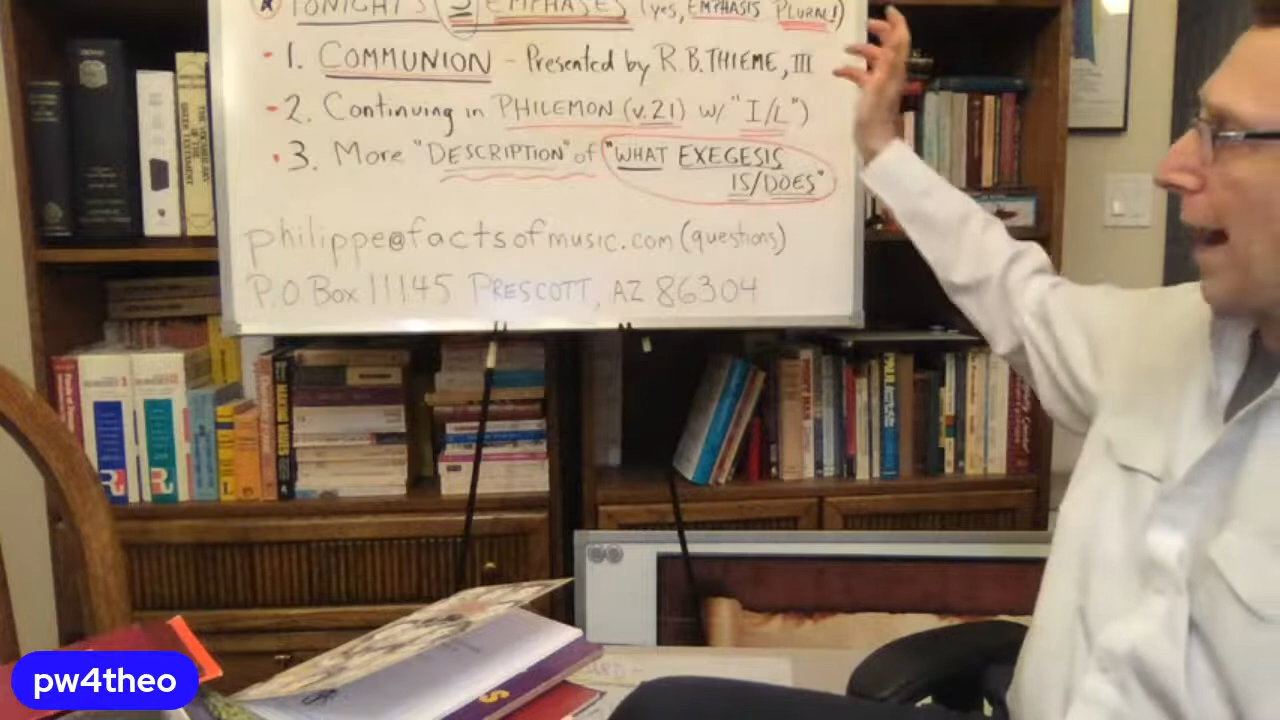 TONIGHT'S 3 EMPHASES (yes, EMPHASIS PLURAL!)
1. COMMUNION - Presented by R.B. THIEME, III
2. Continuing in PHILEMON (v.21) w/ "I/L")
3. More "DESCRIPTION" of "WHAT EXEGESIS
IS/DOES"
philippe@factsofmusic.com (questions)
P.O Box 11145 PRESCOTT, AZ 86304
pw4theo